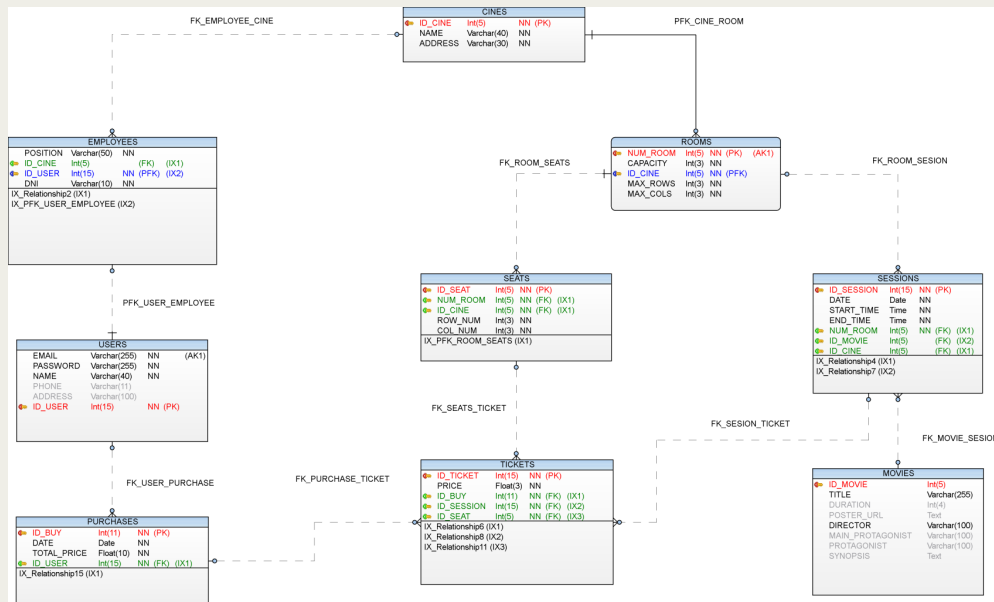 FK_EMPLOYEE_CINE
CINES
ID_CINE Int(5) NN (PK)
NAME Varchar(40) NN
ADDRESS Varchar(30) NN
PFK_CINE_ROOM
EMPLOYEES
POSITION Varchar(50) NN
ID_CINE Int(5) (FK) (IX1)
ID_USER Int(15) NN (PFK) (IX2)
DNI Varchar(10) NN
IX_Relationship2 (IX1)
IX_PFK_USER_EMPLOYEE (IX2)
ROOMS
NUM_ROOM Int(5) NN (PK) (AK1)
CAPACITY Int(3) NN
ID_CINE Int(5) NN (PFK)
MAX_ROWS Int(3) NN
MAX_COLS Int(3) NN
FK_ROOM_SEATS
FK_ROOM_SESION
SEATS
ID_SEAT Int(5) NN (PK)
NUM_ROOM Int(5) NN (FK) (IX1)
ID_CINE Int(5) NN (FK) (IX1)
ROW_NUM Int(3) NN
COL_NUM Int(3) NN
IX_PFK_ROOM_SEATS (IX1)
SESSIONS
ID_SESSION Int(15) NN (PK)
DATE Date NN
START_TIME Time NN
END_TIME Time NN
NUM_ROOM Int(5) NN (FK) (IX1)
ID_MOVIE Int(5) (FK) (IX2)
ID_CINE Int(5) (FK) (IX1)
IX_Relationship4 (IX1)
IX_Relationship7 (IX2)
PFK_USER_EMPLOYEE
USERS
EMAIL Varchar(255) NN (AK1)
PASSWORD Varchar(255) NN
NAME Varchar(40) NN
PHONE Varchar(11)
ADDRESS Varchar(100)
ID_USER Int(15) NN (PK)
FK_SEATS_TICKET
FK_SESION_TICKET
FK_MOVIE_SESION
FK_USER_PURCHASE
FK_PURCHASE_TICKET
TICKETS
ID_TICKET Int(15) NN (PK)
PRICE Float(3) NN
ID_BUY Int(11) NN (FK) (IX1)
ID_SESSION Int(15) NN (FK) (IX2)
ID_SEAT Int(5) NN (FK) (IX3)
IX_Relationship6 (IX1)
IX_Relationship8 (IX2)
IX_Relationship11 (IX3)
MOVIES
ID_MOVIE Int(5)
TITLE Varchar(255)
DURATION Int(4)
POSTER_URL Text
DIRECTOR Varchar(100)
MAIN_PROTAGONIST Varchar(100)
PROTAGONIST Varchar(100)
SYNOPSIS Text
PURCHASES
ID_BUY Int(11) NN (PK)
DATE Date NN
TOTAL_PRICE Float(10) NN
ID_USER Int(15) NN (FK) (IX1)
IX_Relationship15 (IX1)